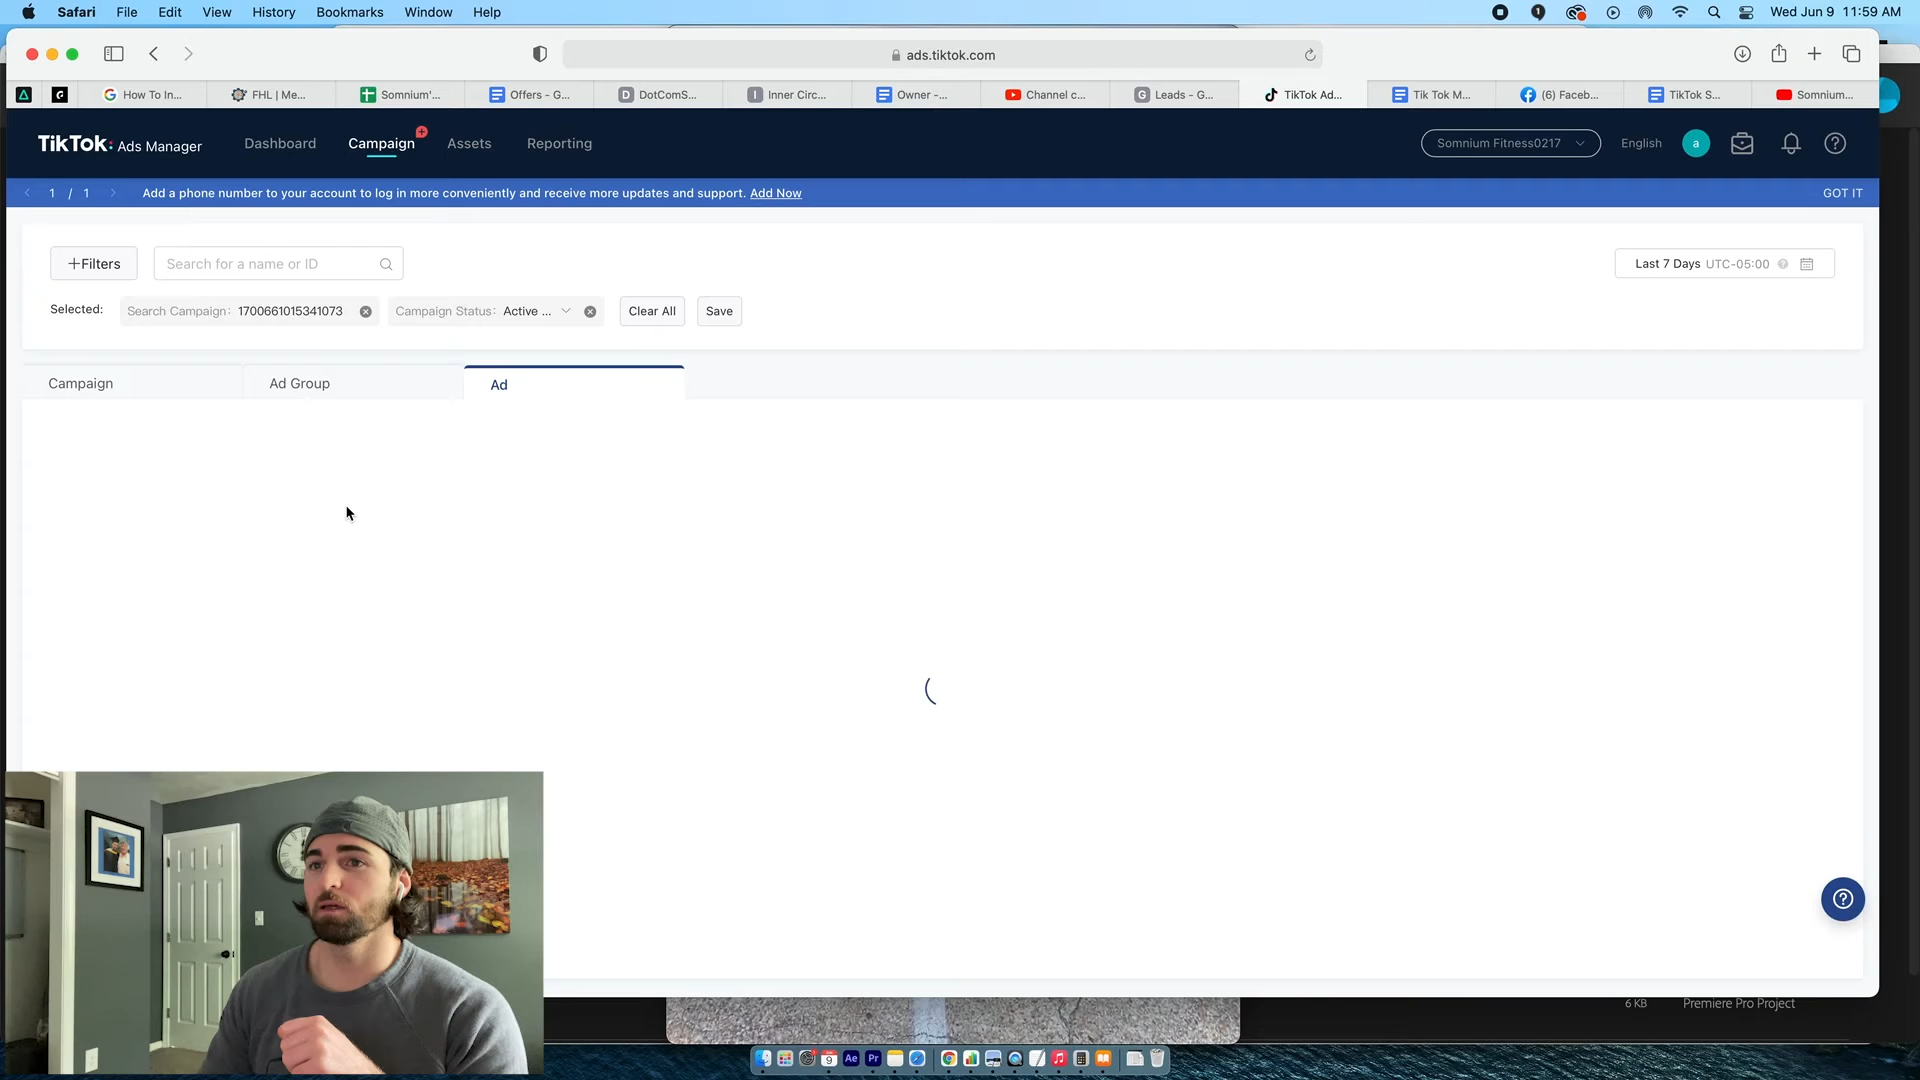 Safari File Edit View History Bookmarks Window Help Wed Jun 9 11:59 AM
ads.tiktok.com
How To In... FHL | Me... Somnium'... Offers - G... DotComS... Inner Circ... Owner -... Channel c... Leads - G... TikTok Ad... Tik Tok M... (6) Faceb... TikTok S... Somnium...
TikTok: Ads Manager Dashboard Campaign Assets Reporting Somnium Fitness0217 English a
1 / 1 Add a phone number to your account to log in more conveniently and receive more updates and support. Add Now GOT IT
+Filters Search for a name or ID Last 7 Days UTC-05:00
Selected: Search Campaign: 1700661015341073 Campaign Status: Active ... Clear All Save
Campaign Ad Group Ad
6 KB Premiere Pro Project
9 Ae Pr